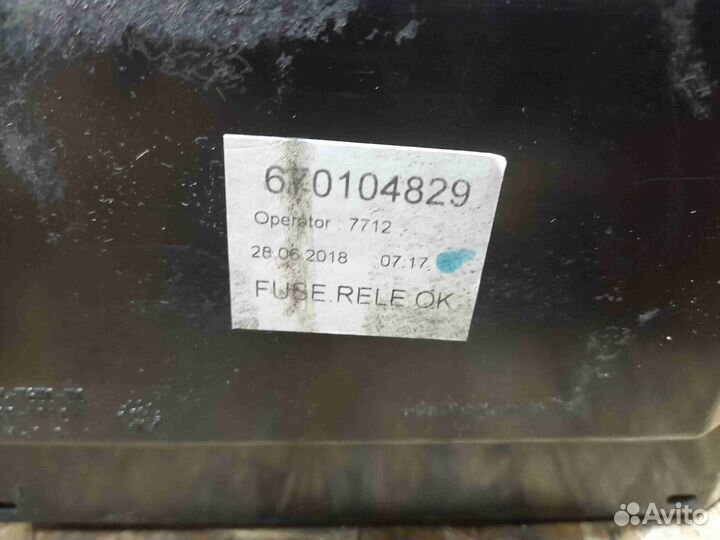 670104829
Operator : 7712
28.06.2018 07:17
FUSE.RELE OK
Avito